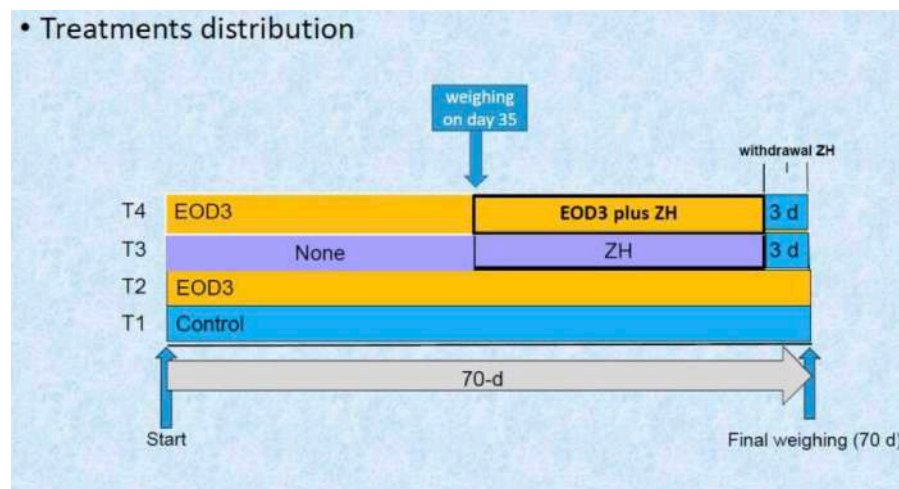 • Treatments distribution
weighing
on day 35
withdrawal ZH
T4 EOD3 EOD3 plus ZH 3 d
T3 None ZH 3 d
T2 EOD3
T1 Control
70-d
Start
Final weighing (70 d)